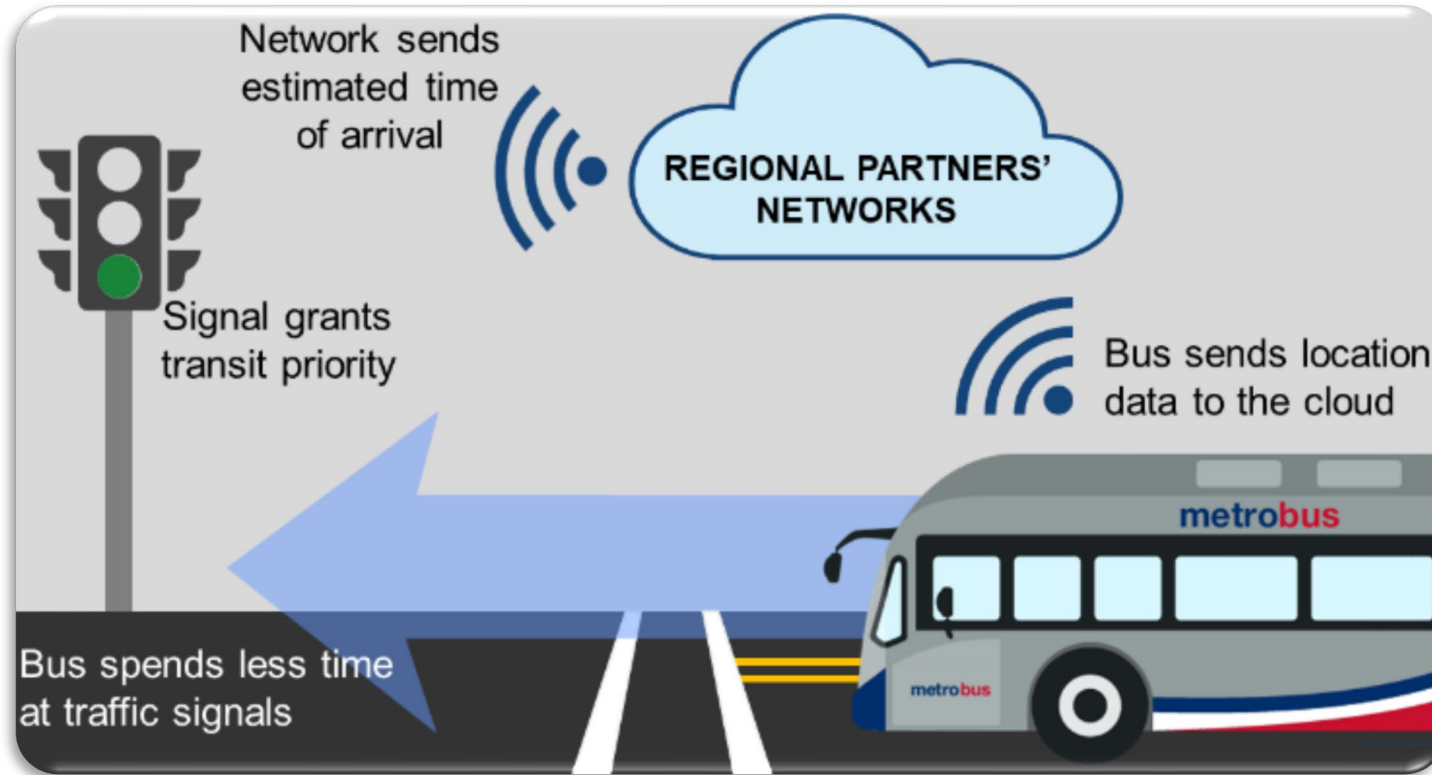 Network sends
estimated time
of arrival
REGIONAL PARTNERS'
NETWORKS
Signal grants
transit priority
Bus sends location
data to the cloud
metrobus
metrobus
Bus spends less time
at traffic signals